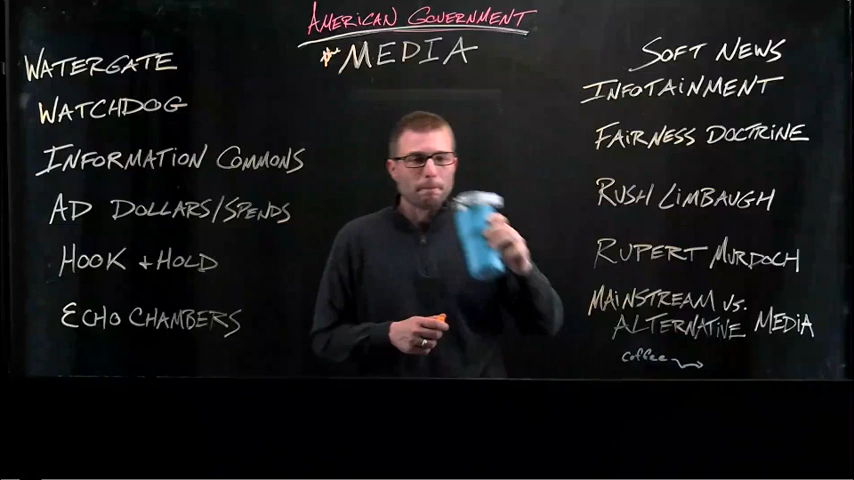 AMERICAN GOVERNMENT
MEDIA
WATERGATE
WATCHDOG
INFORMATION COMMONS
AD DOLLARS/SPENDS
HOOK + HOLD
ECHO CHAMBERS
SOFT NEWS
INFOTAINMENT
FAIRNESS DOCTRINE
RUSH LIMBAUGH
RUPERT MURDOCH
MAINSTREAM vs.
ALTERNATIVE MEDIA
coffee